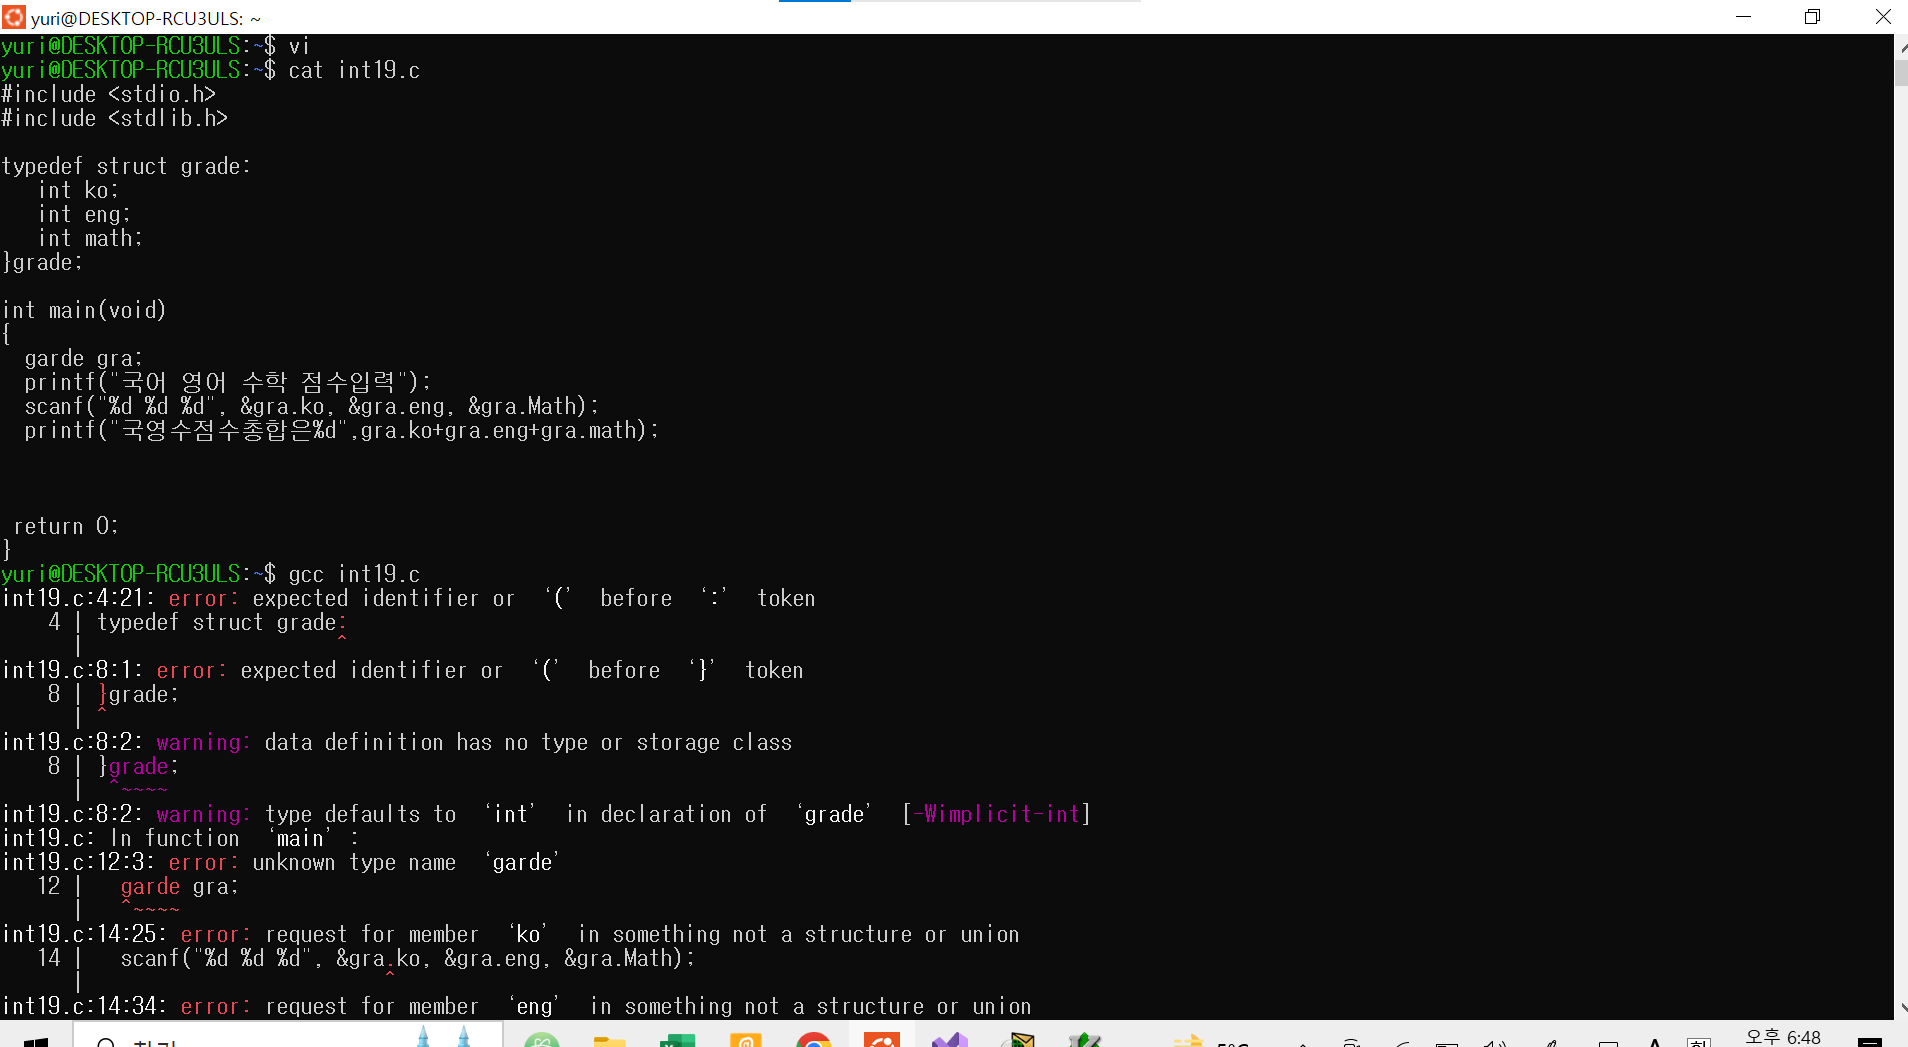 yuri@DESKTOP-RCU3ULS: ~
yuri@DESKTOP-RCU3ULS:~$ vi
yuri@DESKTOP-RCU3ULS:~$ cat int19.c
#include <stdio.h>
#include <stdlib.h>
typedef struct grade:
int ko;
int eng;
int math;
}grade;
int main(void)
{
garde gra;
printf("국어 영어 수학 점수입력");
scanf("%d %d %d", &gra.ko, &gra.eng, &gra.Math);
printf("국영수점수총합은%d",gra.ko+gra.eng+gra.math);
return 0;
}
yuri@DESKTOP-RCU3ULS:~$ gcc int19.c
int19.c:4:21: error: expected identifier or ‘(’ before ‘:’ token
4 | typedef struct grade:
| ^
int19.c:8:1: error: expected identifier or ‘(’ before ‘}’ token
8 | }grade;
| ^
int19.c:8:2: warning: data definition has no type or storage class
8 | }grade;
| ^~~~~
int19.c:8:2: warning: type defaults to ‘int’ in declaration of ‘grade’ [-Wimplicit-int]
int19.c: In function ‘main’ :
int19.c:12:3: error: unknown type name ‘garde’
12 | garde gra;
| ^~~~~
int19.c:14:25: error: request for member ‘ko’ in something not a structure or union
14 | scanf("%d %d %d", &gra.ko, &gra.eng, &gra.Math);
| ^
int19.c:14:34: error: request for member ‘eng’ in something not a structure or union
오후 6:48